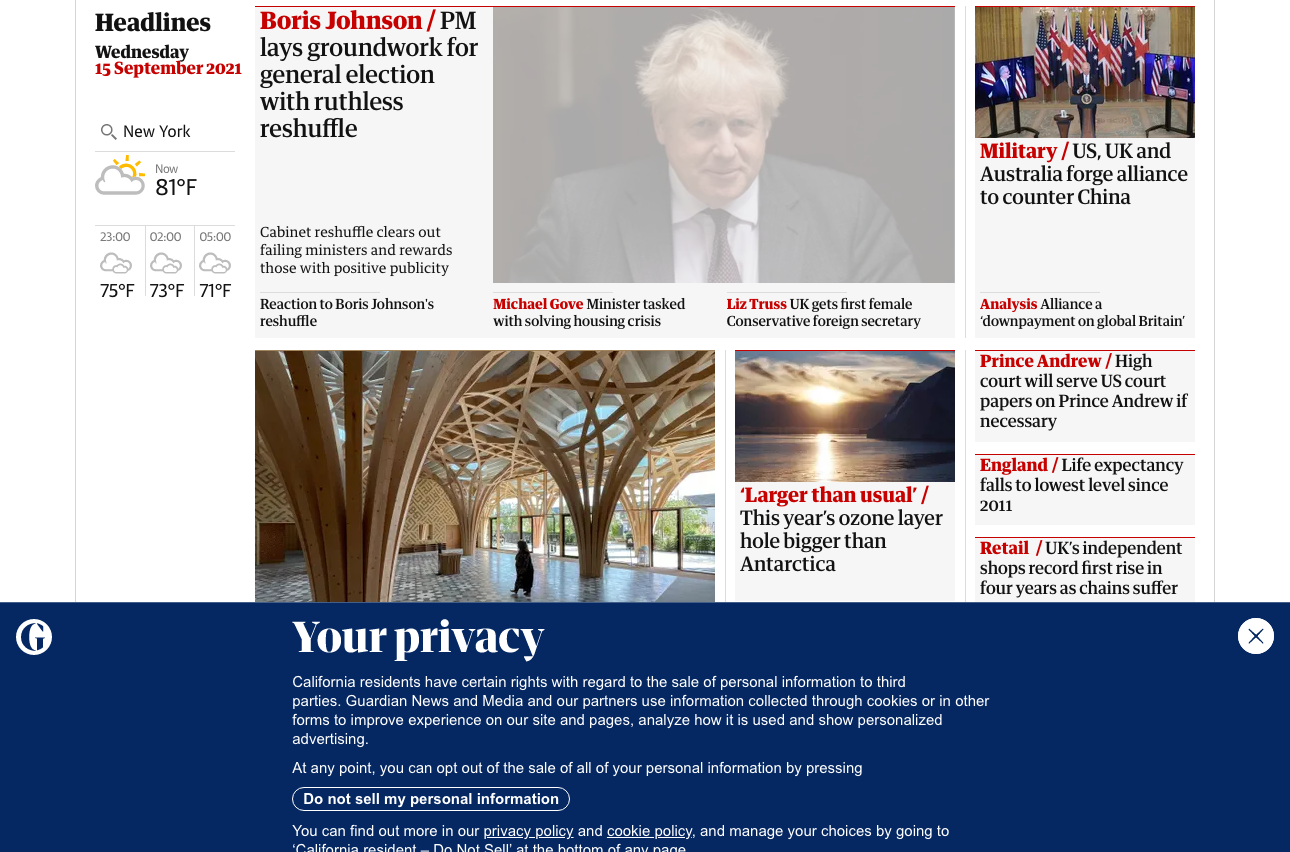 Headlines
Wednesday
15 September 2021
New York
Now
81°F
23:00
02:00
05:00
75°F
73°F
71°F
Boris Johnson / PM
lays groundwork for
general election
with ruthless
reshuffle
Cabinet reshuffle clears out
failing ministers and rewards
those with positive publicity
Reaction to Boris Johnson's
reshuffle
Michael Gove Minister tasked
with solving housing crisis
Liz Truss UK gets first female
Conservative foreign secretary
Military / US, UK and
Australia forge alliance
to counter China
Analysis Alliance a
‘downpayment on global Britain’
‘Larger than usual’ /
This year’s ozone layer
hole bigger than
Antarctica
Prince Andrew / High
court will serve US court
papers on Prince Andrew if
necessary
England / Life expectancy
falls to lowest level since
2011
Retail / UK’s independent
shops record first rise in
four years as chains suffer
G
Your privacy
California residents have certain rights with regard to the sale of personal information to third
parties. Guardian News and Media and our partners use information collected through cookies or in other
forms to improve experience on our site and pages, analyze how it is used and show personalized
advertising.
At any point, you can opt out of the sale of all of your personal information by pressing
Do not sell my personal information
You can find out more in our privacy policy and cookie policy, and manage your choices by going to
‘California resident – Do Not Sell’ at the bottom of any page.